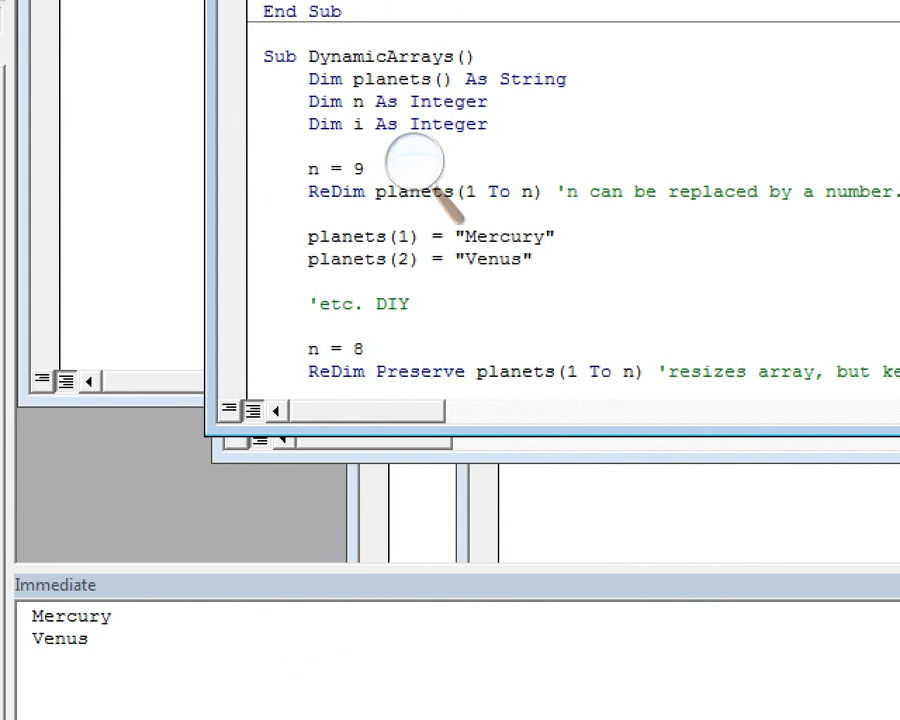 End Sub
Sub DynamicArrays()
Dim planets() As String
Dim n As Integer
Dim i As Integer
n = 9
ReDim planets(1 To n) 'n can be replaced by a number.
planets(1) = "Mercury"
planets(2) = "Venus"
'etc. DIY
n = 8
ReDim Preserve planets(1 To n) 'resizes array, but ke
Immediate
Mercury
Venus